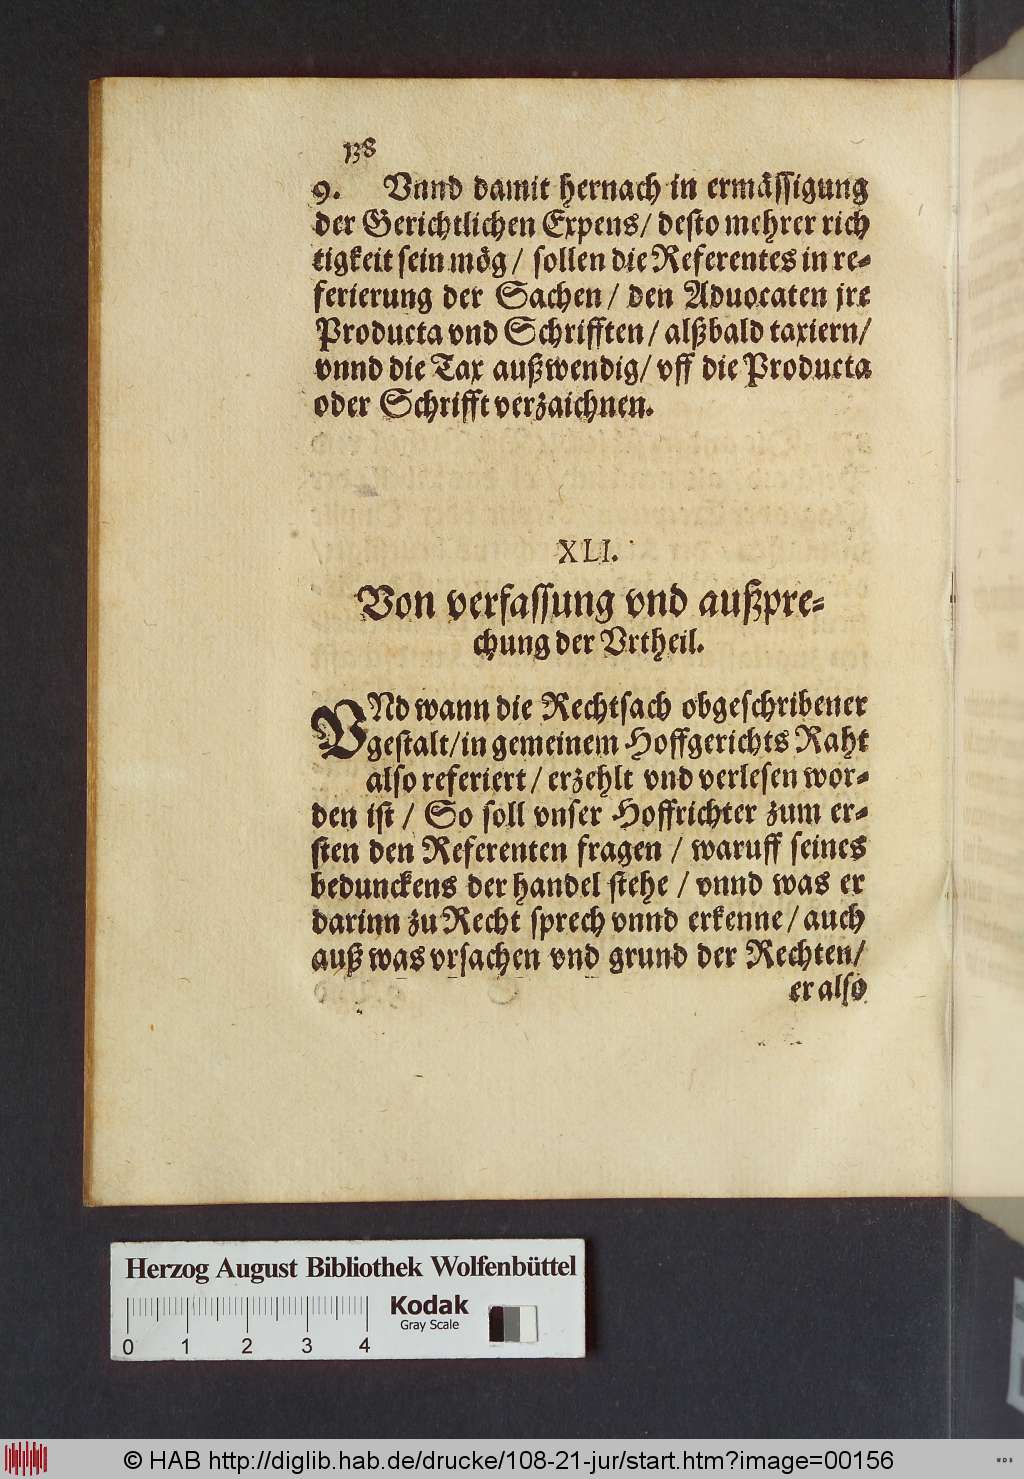 138
9. Vnnd damit hernach in ermässigung
der Gerichtlichen Expens/ desto mehrer rich
tigkeit sein mög / sollen die Referentes in re-
ferierung der Sachen / den Aduocaten jre
Producta vnd Schrifften / alßbald taxiern/
vnnd die Tax außwendig/ vff die Producta
oder Schrifft verzaichnen.
XLI.
Von verfassung vnd außpre-
chung der Vrtheil.
VNd wann die Rechtsach obgeschribener
gestalt/in gemeinem Hoffgerichts Raht
also referiert / erzehlt vnd verlesen wor-
den ist / So soll vnser Hoffrichter zum er-
sten den Referenten fragen / waruff seines
bedunckens der handel stehe / vnnd was er
darinn zu Recht sprech vnnd erkenne / auch
auß was vrsachen vnd grund der Rechten/
er also
Herzog August Bibliothek Wolfenbüttel
Kodak
Gray Scale
0 1 2 3 4
© HAB http://diglib.hab.de/drucke/108-21-jur/start.htm?image=00156